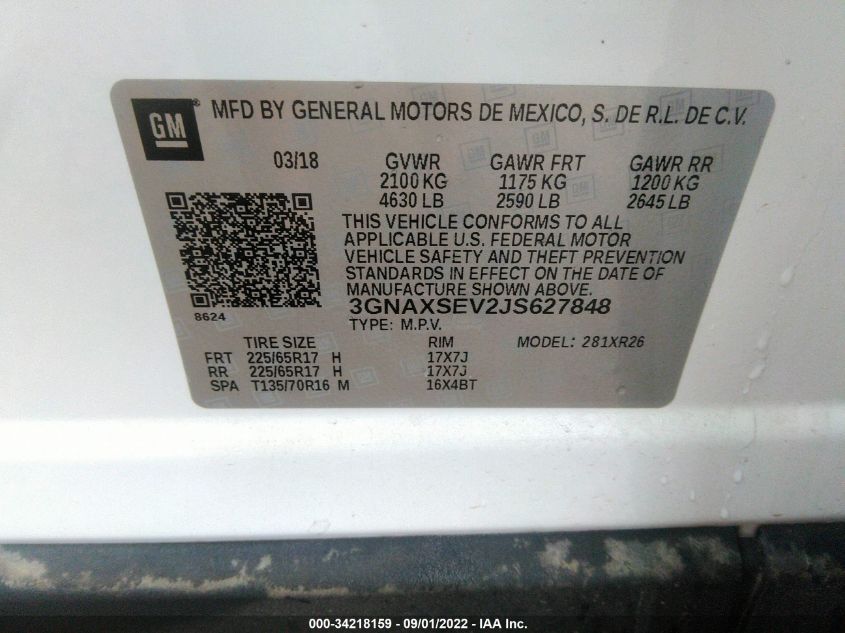 GM ® MFD BY GENERAL MOTORS DE MEXICO, S. DE R.L. DE C.V.
03/18 GVWR GAWR FRT GAWR RR
2100 KG 1175 KG 1200 KG
4630 LB 2590 LB 2645 LB
THIS VEHICLE CONFORMS TO ALL
APPLICABLE U.S. FEDERAL MOTOR
VEHICLE SAFETY AND THEFT PREVENTION
STANDARDS IN EFFECT ON THE DATE OF
MANUFACTURE SHOWN ABOVE.
8624 3GNAXSEV2JS627848
TYPE: M.P.V.
TIRE SIZE RIM MODEL: 281XR26
FRT 225/65R17 H 17X7J
RR 225/65R17 H 17X7J
SPA T135/70R16 M 16X4BT
000-34218159 - 09/01/2022 - IAA Inc.